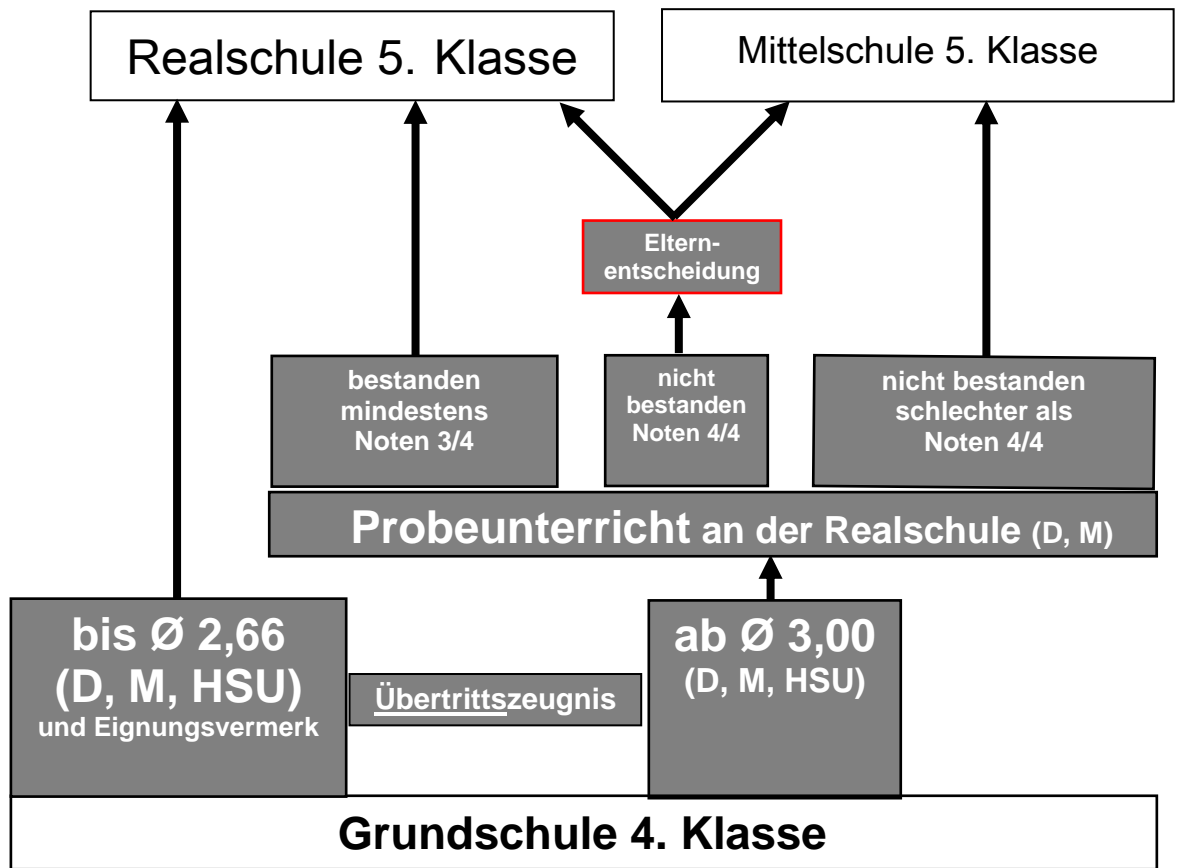 Realschule 5. Klasse
Mittelschule 5. Klasse
Eltern-
entscheidung
bestanden
mindestens
Noten 3/4
nicht
bestanden
Noten 4/4
nicht bestanden
schlechter als
Noten 4/4
Probeunterricht an der Realschule (D, M)
bis Ø 2,66
(D, M, HSU)
und Eignungsvermerk
Übertrittszeugnis
ab Ø 3,00
(D, M, HSU)
Grundschule 4. Klasse